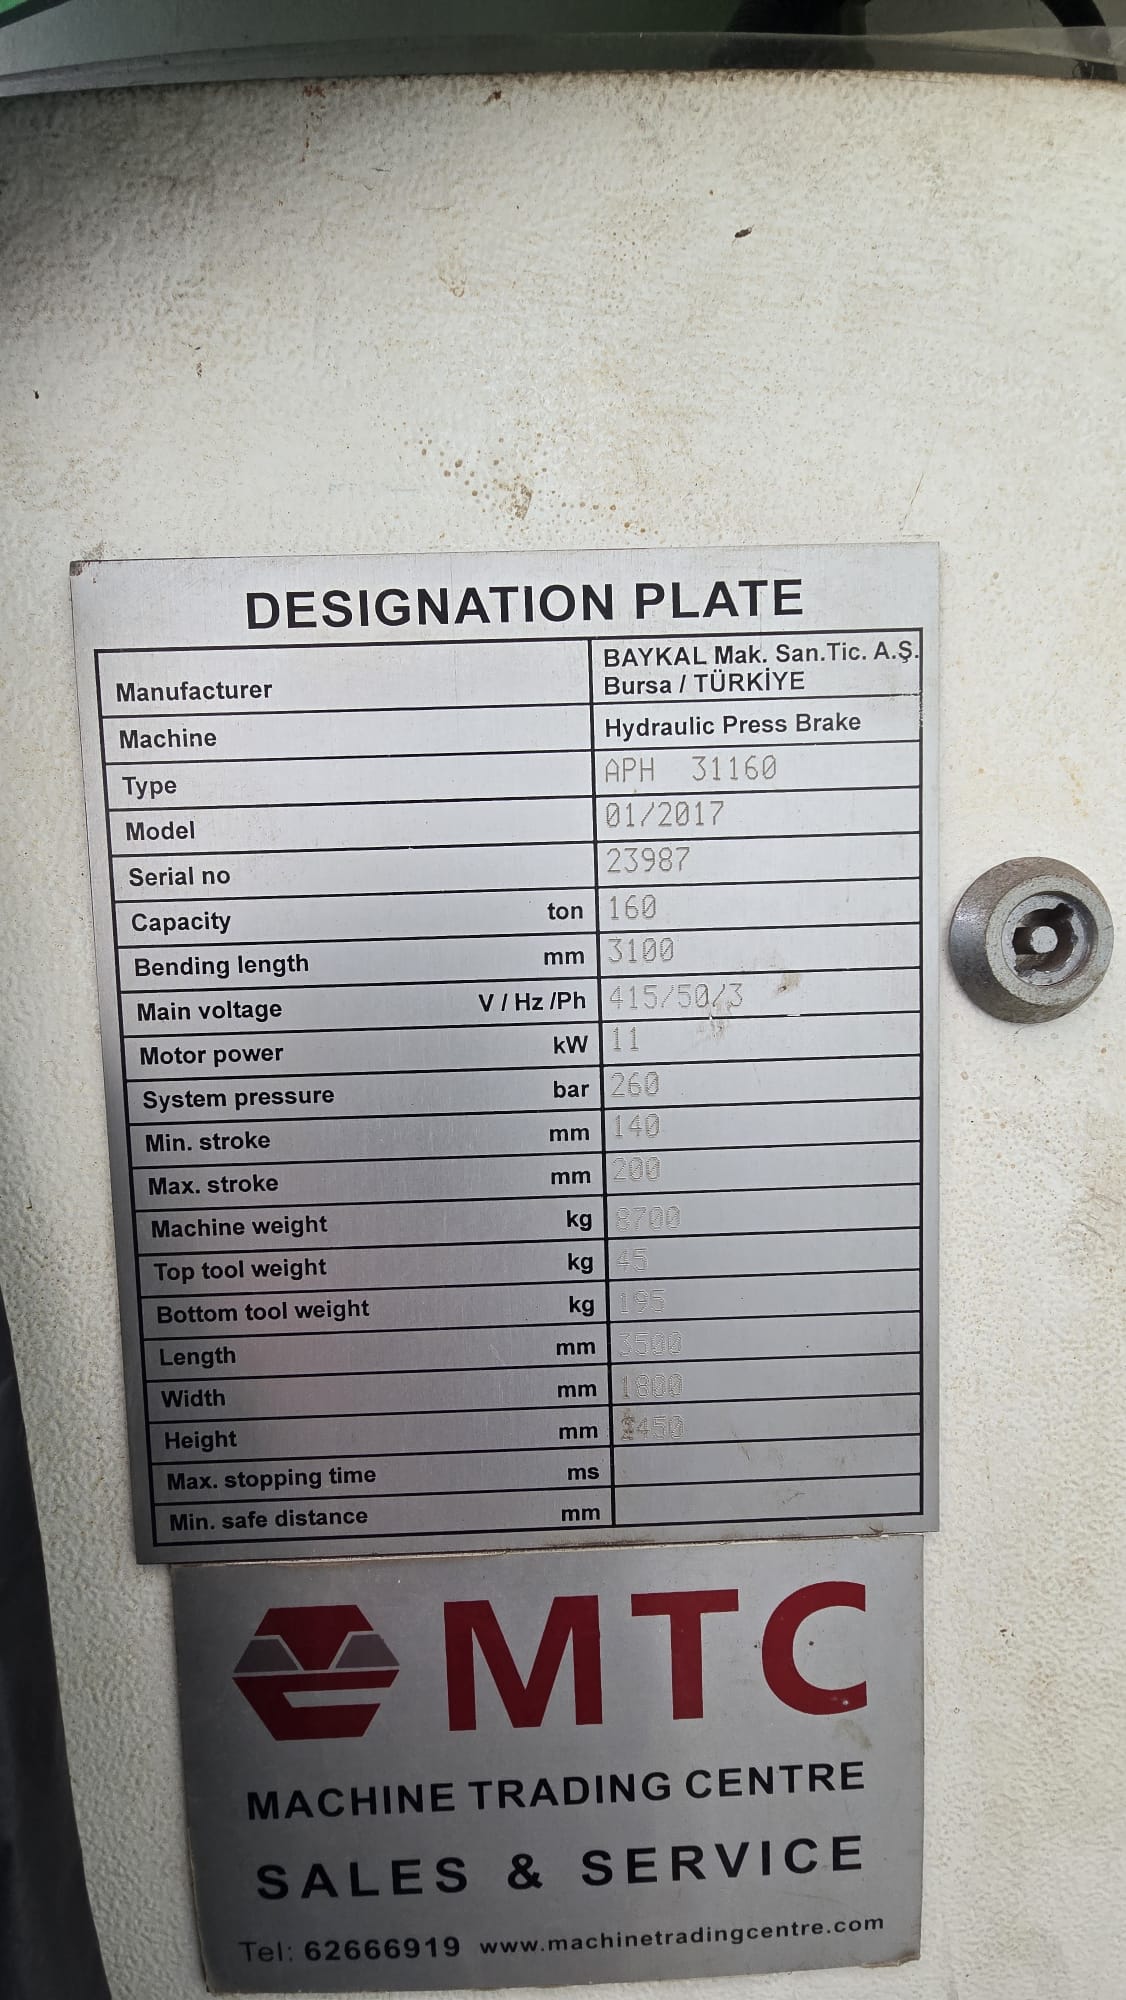 DESIGNATION PLATE
Manufacturer BAYKAL Mak. San.Tic. A.Ş.
Bursa / TÜRKİYE
Machine Hydraulic Press Brake
Type APH 31160
Model 01/2017
Serial no 23987
Capacity ton 160
Bending length mm 3100
Main voltage V / Hz /Ph 415/50/3
Motor power kW 11
System pressure bar 260
Min. stroke mm 140
Max. stroke mm 200
Machine weight kg 8700
Top tool weight kg 45
Bottom tool weight kg 195
Length mm 3500
Width mm 1800
Height mm 2450
Max. stopping time ms
Min. safe distance mm
MTC
MACHINE TRADING CENTRE
SALES & SERVICE
Tel: 62666919 www.machinetradingcentre.com